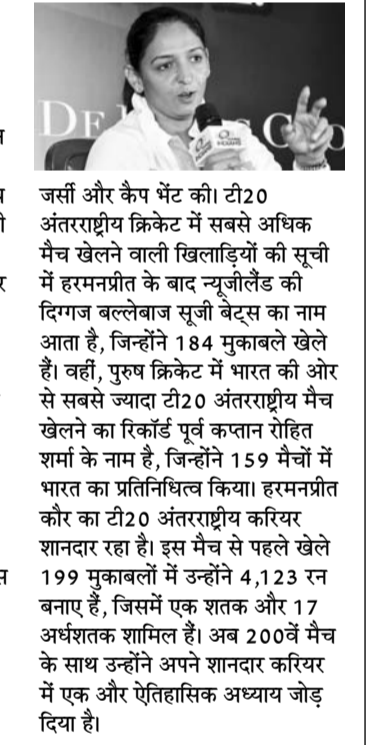 जर्सी और कैप भेंट की। टी20
अंतरराष्ट्रीय क्रिकेट में सबसे अधिक
मैच खेलने वाली खिलाड़ियों की सूची
में हरमनप्रीत के बाद न्यूजीलैंड की
दिग्गज बल्लेबाज सूजी बेट्स का नाम
आता है, जिन्होंने 184 मुकाबले खेले
हैं। वहीं, पुरुष क्रिकेट में भारत की ओर
से सबसे ज्यादा टी20 अंतरराष्ट्रीय मैच
खेलने का रिकॉर्ड पूर्व कप्तान रोहित
शर्मा के नाम है, जिन्होंने 159 मैचों में
भारत का प्रतिनिधित्व किया। हरमनप्रीत
कौर का टी20 अंतरराष्ट्रीय करियर
शानदार रहा है। इस मैच से पहले खेले
199 मुकाबलों में उन्होंने 4,123 रन
बनाए हैं, जिसमें एक शतक और 17
अर्धशतक शामिल हैं। अब 200वें मैच
के साथ उन्होंने अपने शानदार करियर
में एक और ऐतिहासिक अध्याय जोड़
दिया है।